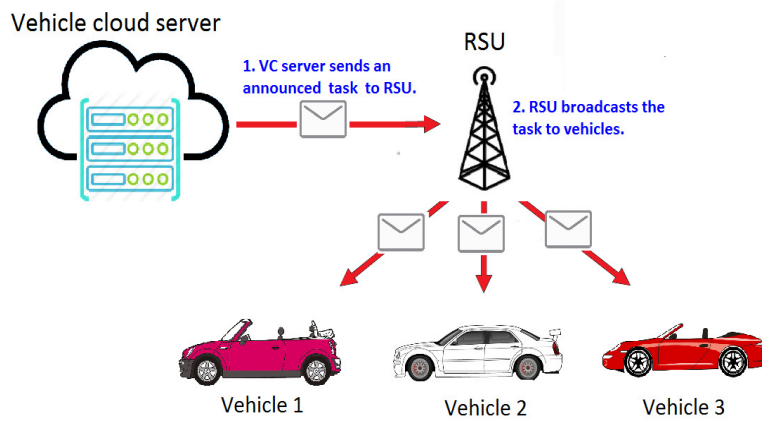 Vehicle cloud server
RSU
1. VC server sends an
announced task to RSU.
2. RSU broadcasts the
task to vehicles.
Vehicle 1
Vehicle 2
Vehicle 3